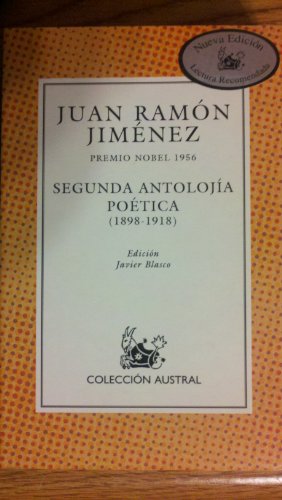 Nueva Edición
Lectura Recomendada
JUAN RAMÓN
JIMÉNEZ
PREMIO NOBEL 1956
SEGUNDA ANTOLOJÍA
POÉTICA
(1898-1918)
Edición
Javier Blasco
COLECCIÓN AUSTRAL